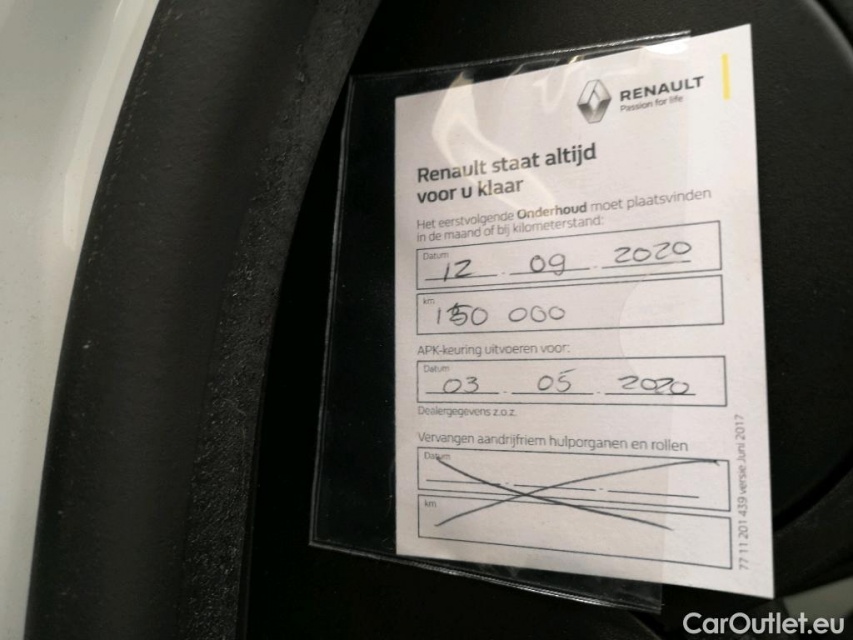 RENAULT
Passion for life
Renault staat altijd
voor u klaar
Het eerstvolgende Onderhoud moet plaatsvinden
in de maand of bij kilometerstand:
Datum
12 . 09 . 2020
km
150 000
APK-keuring uitvoeren voor:
Datum
03 . 05 . 2020
Dealergegevens z.o.z.
Vervangen aandrijfriem hulporganen en rollen
Datum
km
77 11 201 439 versie Juni 2017
CarOutlet.eu